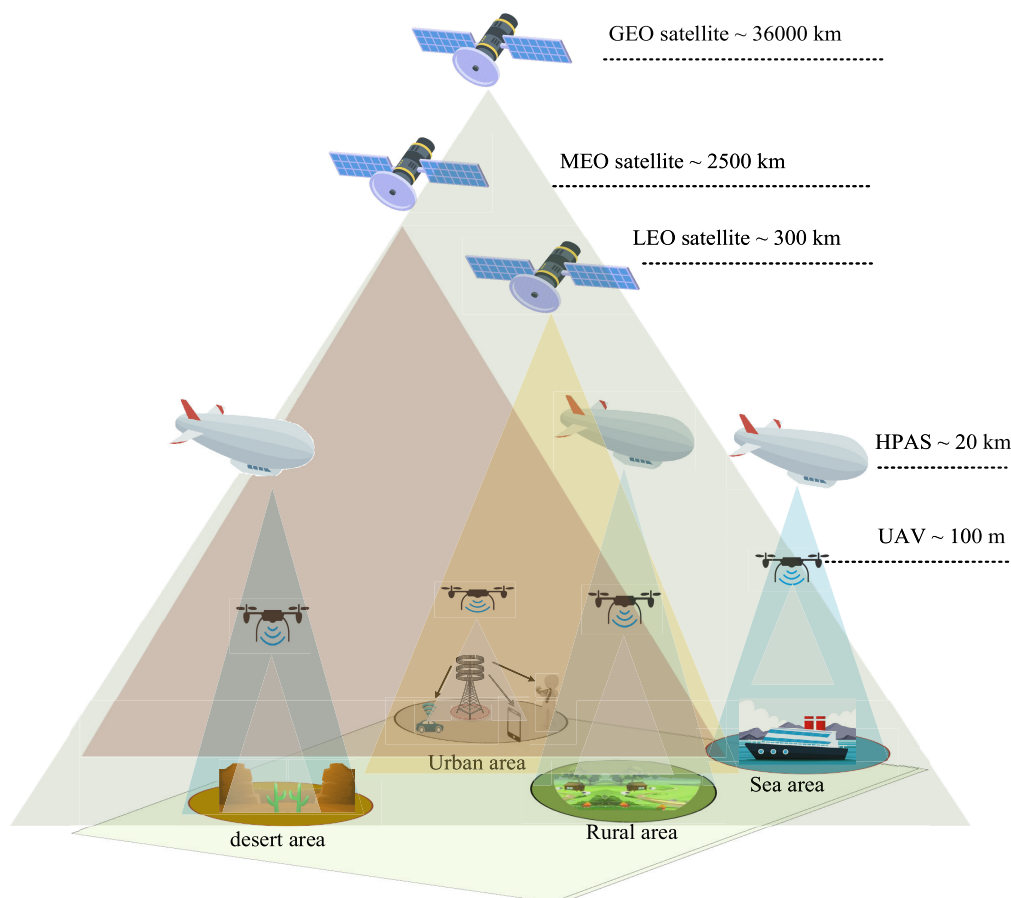 GEO satellite ~ 36000 km
MEO satellite ~ 2500 km
LEO satellite ~ 300 km
HPAS ~ 20 km
UAV ~ 100 m
Urban area
Sea area
Rural area
desert area